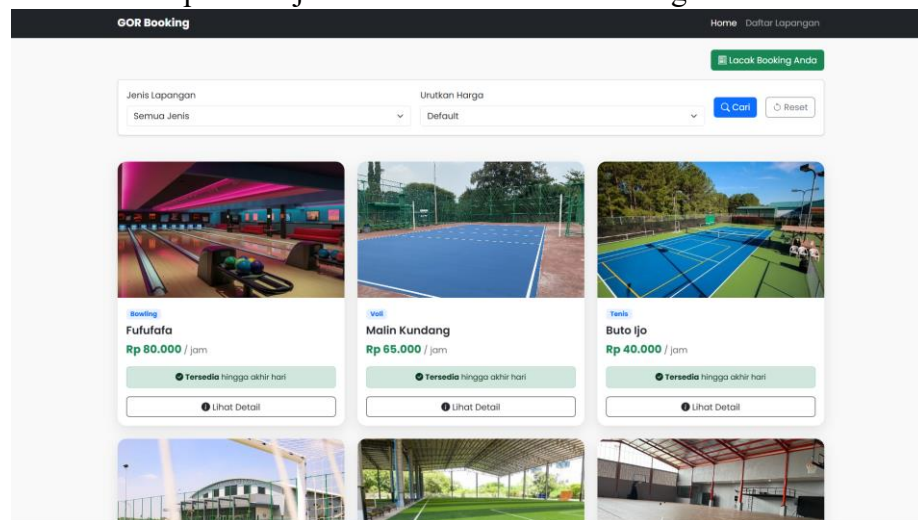 GOR Booking
Home Daftar Lapangan
Lacak Booking Anda
Jenis Lapangan Urutkan Harga
Semua Jenis Default Cari Reset
Bowling
Fufufafa
Rp 80.000 / jam
Tersedia hingga akhir hari
Lihat Detail
Voli
Malin Kundang
Rp 65.000 / jam
Tersedia hingga akhir hari
Lihat Detail
Tenis
Buto Ijo
Rp 40.000 / jam
Tersedia hingga akhir hari
Lihat Detail